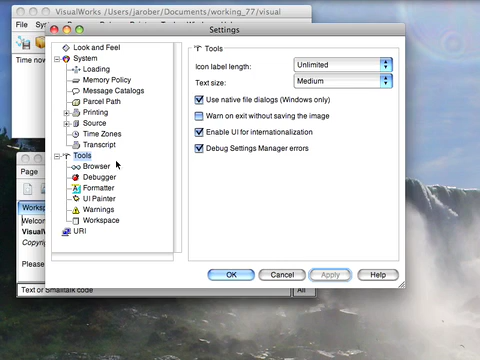 VisualWorks /Users/jarober/Documents/working_77/visual
File
Settings
Look and Feel
System
Loading
Memory Policy
Message Catalogs
Parcel Path
Printing
Source
Time Zones
Transcript
Tools
Browser
Debugger
Formatter
UI Painter
Warnings
Workspace
URI
Tools
Icon label length: Unlimited
Text size: Medium
Use native file dialogs (Windows only)
Warn on exit without saving the image
Enable UI for internationalization
Debug Settings Manager errors
OK Cancel Apply Help
Time now
Page
Works
Welcom
Visual
Copyri
Please
Text or Smalltalk code
All